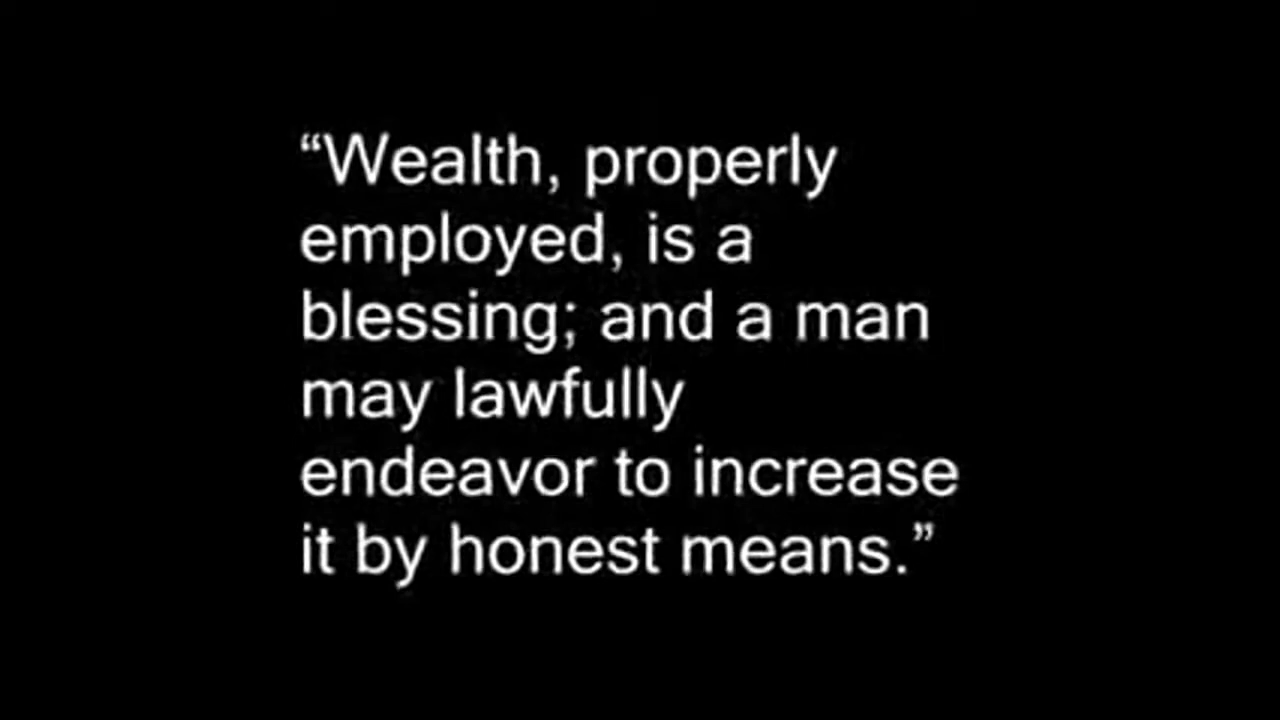 “Wealth, properly
employed, is a
blessing; and a man
may lawfully
endeavor to increase
it by honest means.”